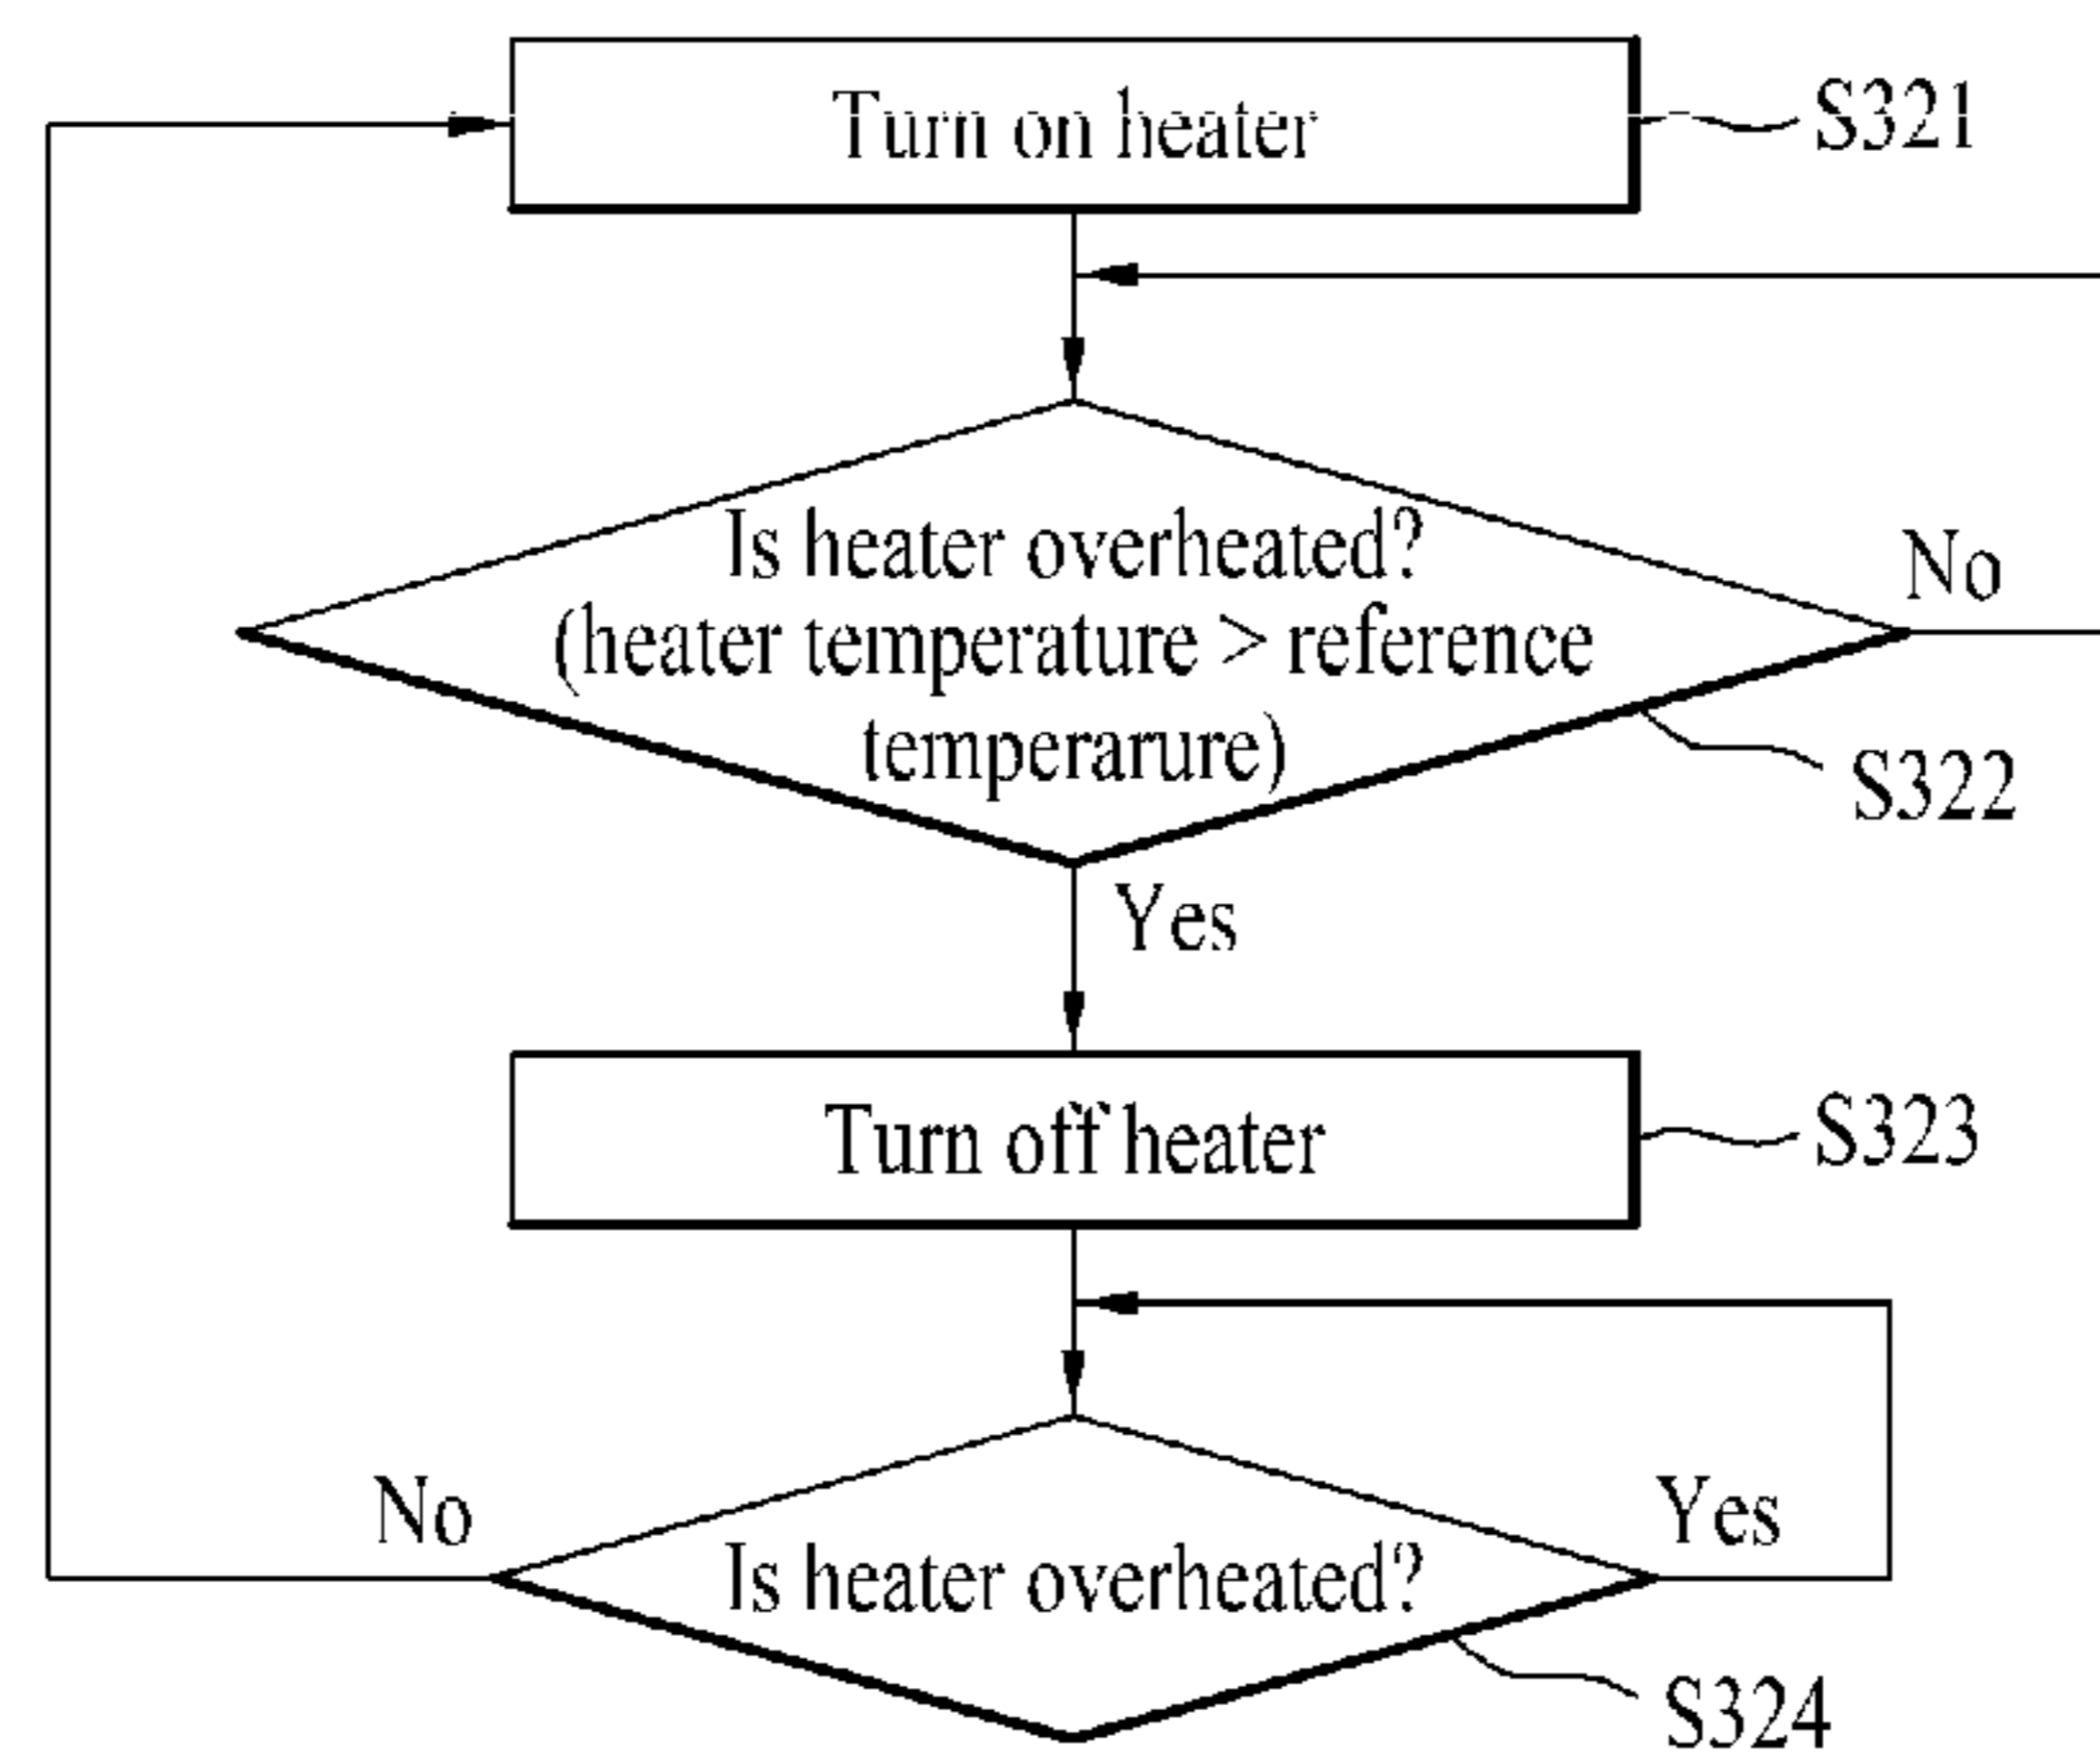 Turn on heater
S321
Is heater overheated?
(heater temperature > reference
temperarure)
No
S322
Yes
Turn off heater
S323
No
Is heater overheated?
Yes
S324